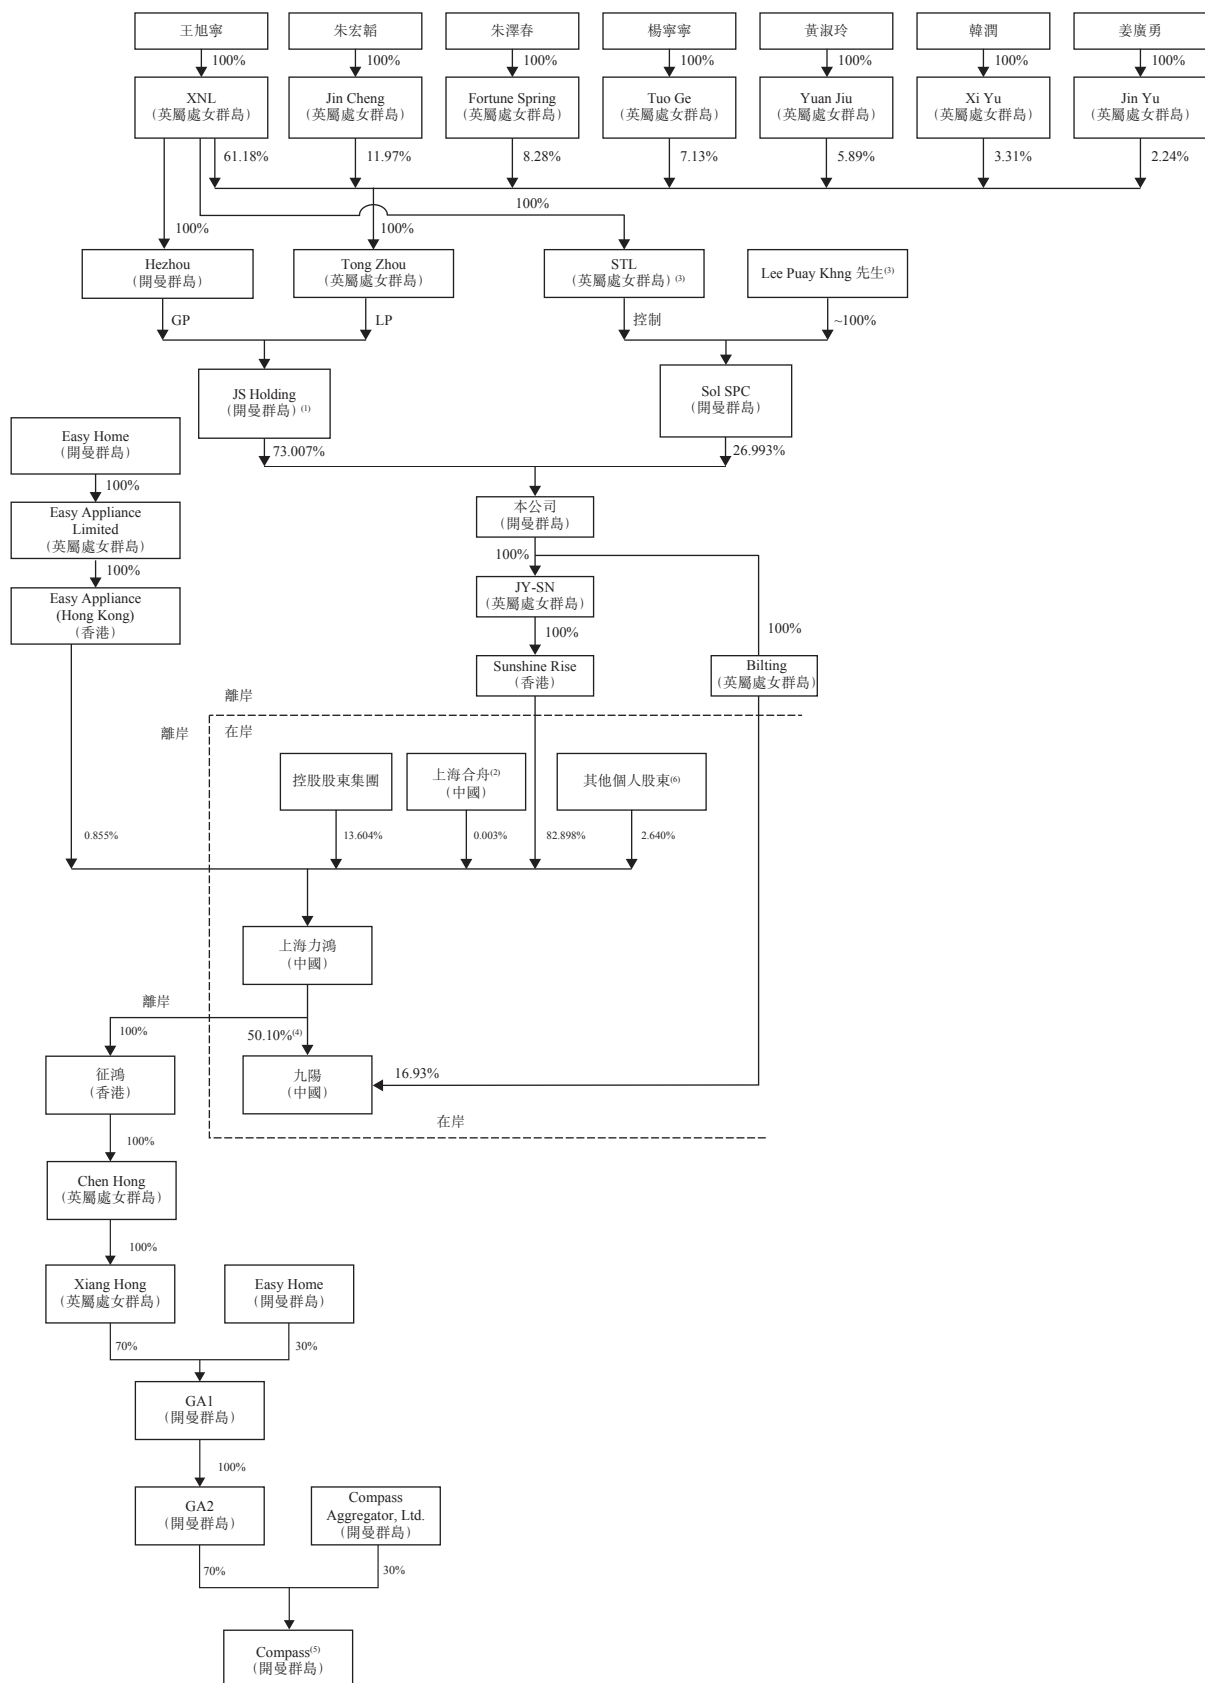 王旭寧
朱宏韜
朱澤春
楊寧寧
黃淑玲
韓潤
姜廣勇
100%
100%
100%
100%
100%
100%
100%
XNL
(英屬處女群島)
Jin Cheng
(英屬處女群島)
Fortune Spring
(英屬處女群島)
Tuo Ge
(英屬處女群島)
Yuan Jiu
(英屬處女群島)
Xi Yu
(英屬處女群島)
Jin Yu
(英屬處女群島)
61.18%
11.97%
8.28%
7.13%
5.89%
3.31%
2.24%
100%
100%
100%
Hezhou
(開曼群島)
Tong Zhou
(英屬處女群島)
STL
(英屬處女群島)(3)
Lee Puay Khng 先生(3)
GP
LP
控制
~100%
JS Holding
(開曼群島)(1)
Sol SPC
(開曼群島)
73.007%
26.993%
Easy Home
(開曼群島)
100%
Easy Appliance
Limited
(英屬處女群島)
100%
Easy Appliance
(Hong Kong)
(香港)
本公司
(開曼群島)
100%
JY-SN
(英屬處女群島)
100%
100%
Sunshine Rise
(香港)
Bilting
(英屬處女群島)
離岸
離岸
在岸
控股股東集團
上海合舟(2)
(中國)
其他個人股東(6)
0.855%
13.604%
0.003%
82.898%
2.640%
上海力鴻
(中國)
離岸
100%
50.10%(4)
征鴻
(香港)
九陽
(中國)
16.93%
在岸
100%
Chen Hong
(英屬處女群島)
100%
Xiang Hong
(英屬處女群島)
Easy Home
(開曼群島)
70%
30%
GA1
(開曼群島)
100%
GA2
(開曼群島)
Compass
Aggregator, Ltd.
(開曼群島)
70%
30%
Compass(5)
(開曼群島)